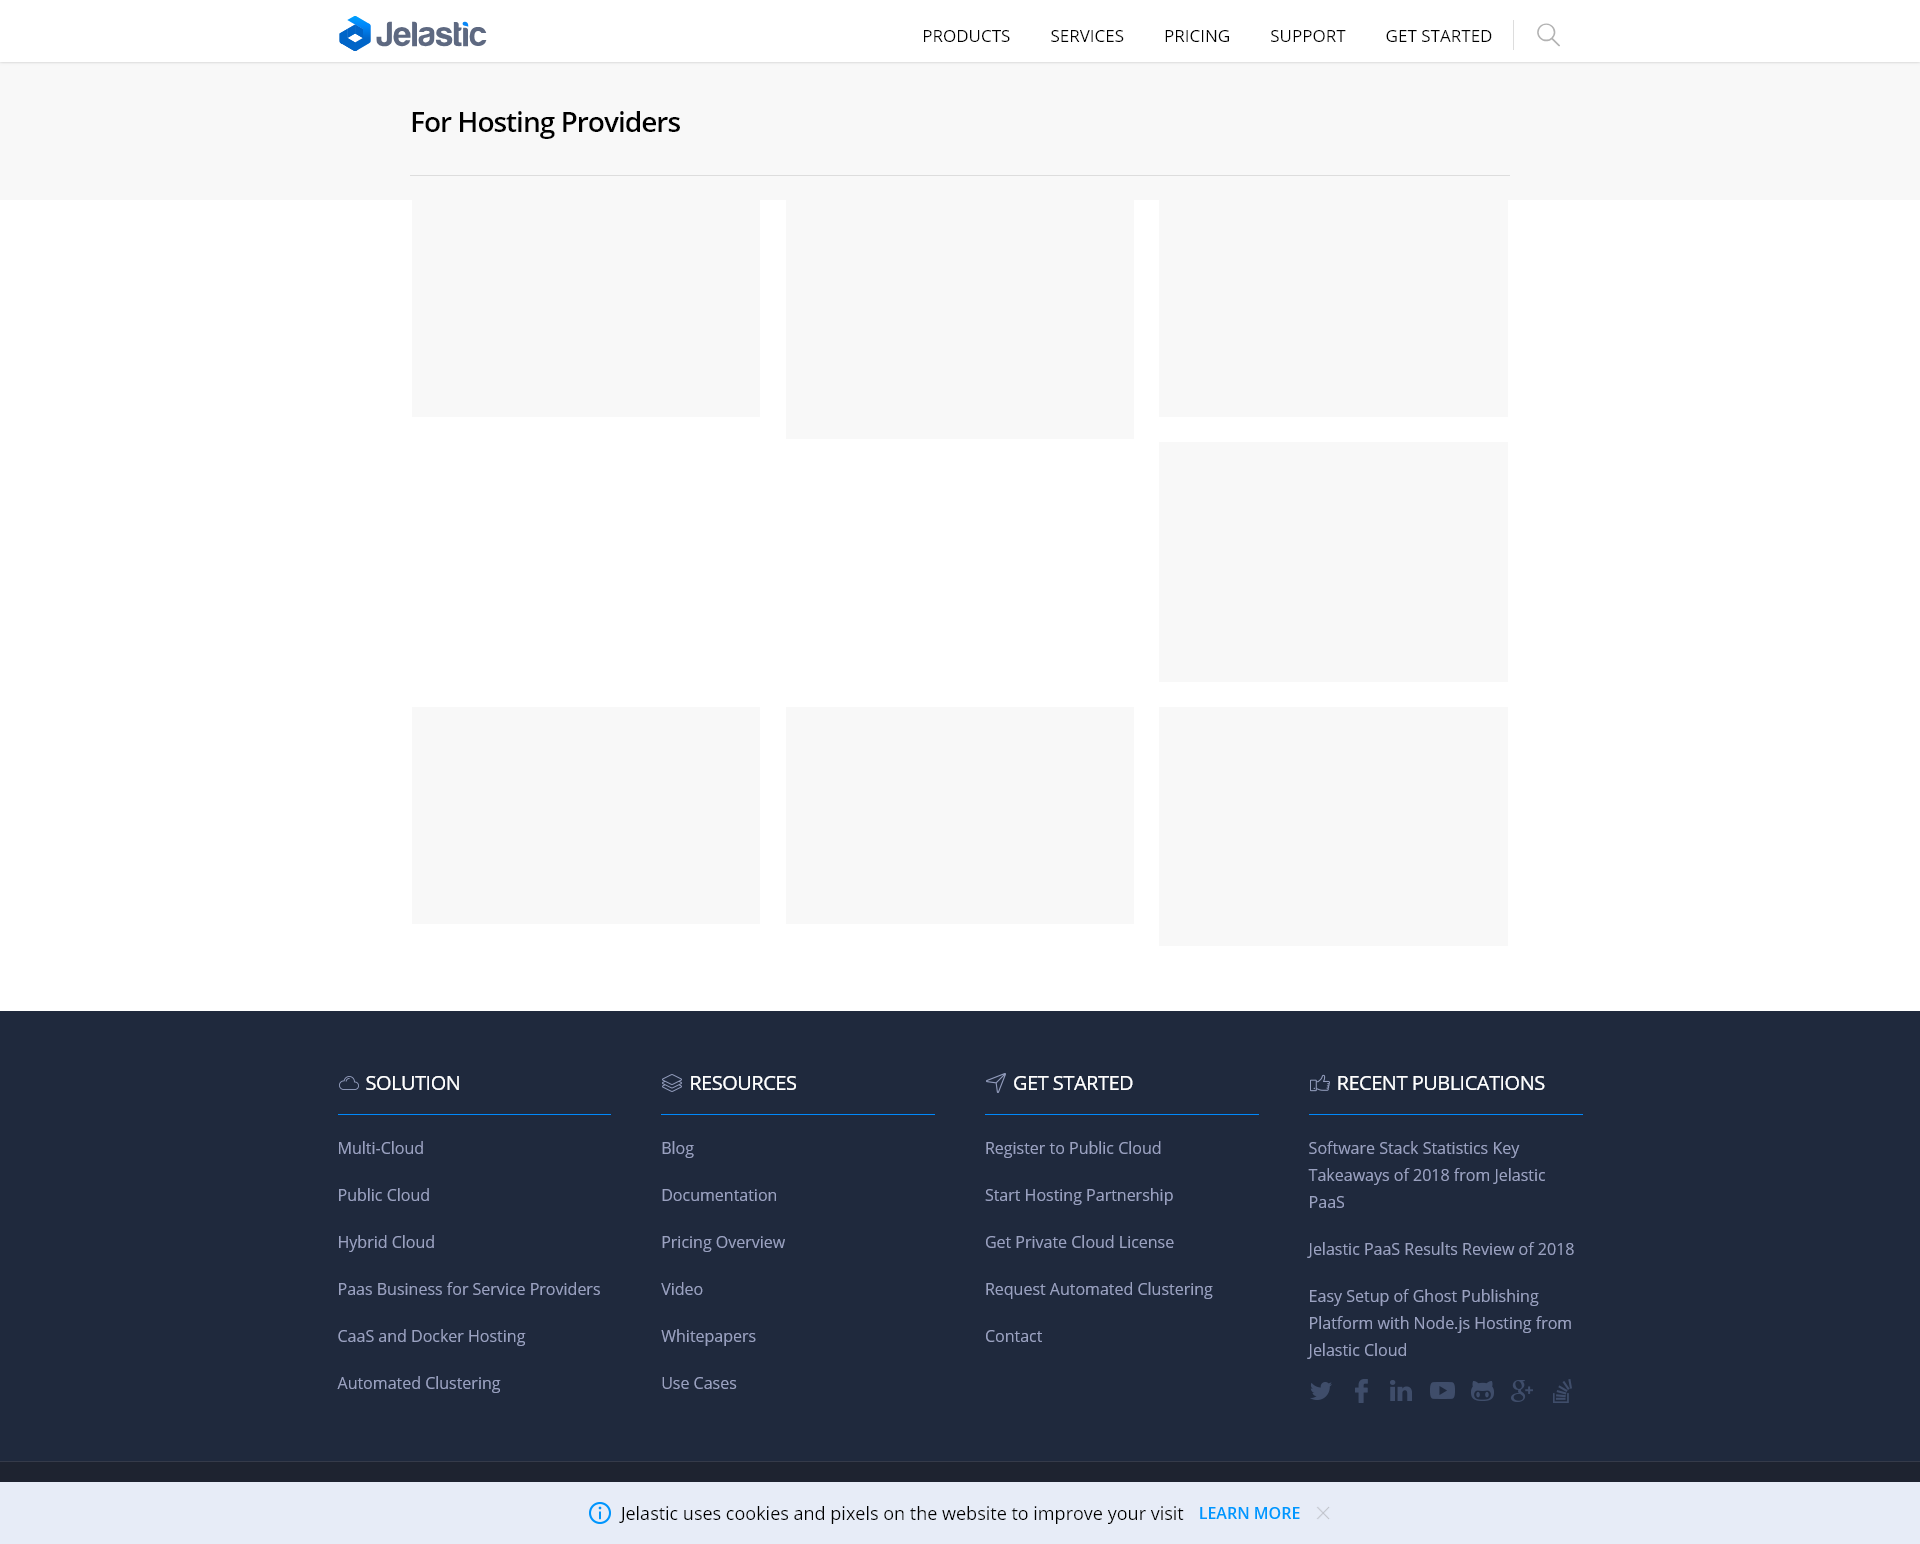 Jelastic
PRODUCTS
SERVICES
PRICING
SUPPORT
GET STARTED
For Hosting Providers
SOLUTION
Multi-Cloud
Public Cloud
Hybrid Cloud
Paas Business for Service Providers
CaaS and Docker Hosting
Automated Clustering
RESOURCES
Blog
Documentation
Pricing Overview
Video
Whitepapers
Use Cases
GET STARTED
Register to Public Cloud
Start Hosting Partnership
Get Private Cloud License
Request Automated Clustering
Contact
RECENT PUBLICATIONS
Software Stack Statistics Key
Takeaways of 2018 from Jelastic
PaaS
Jelastic PaaS Results Review of 2018
Easy Setup of Ghost Publishing
Platform with Node.js Hosting from
Jelastic Cloud
Jelastic uses cookies and pixels on the website to improve your visit LEARN MORE